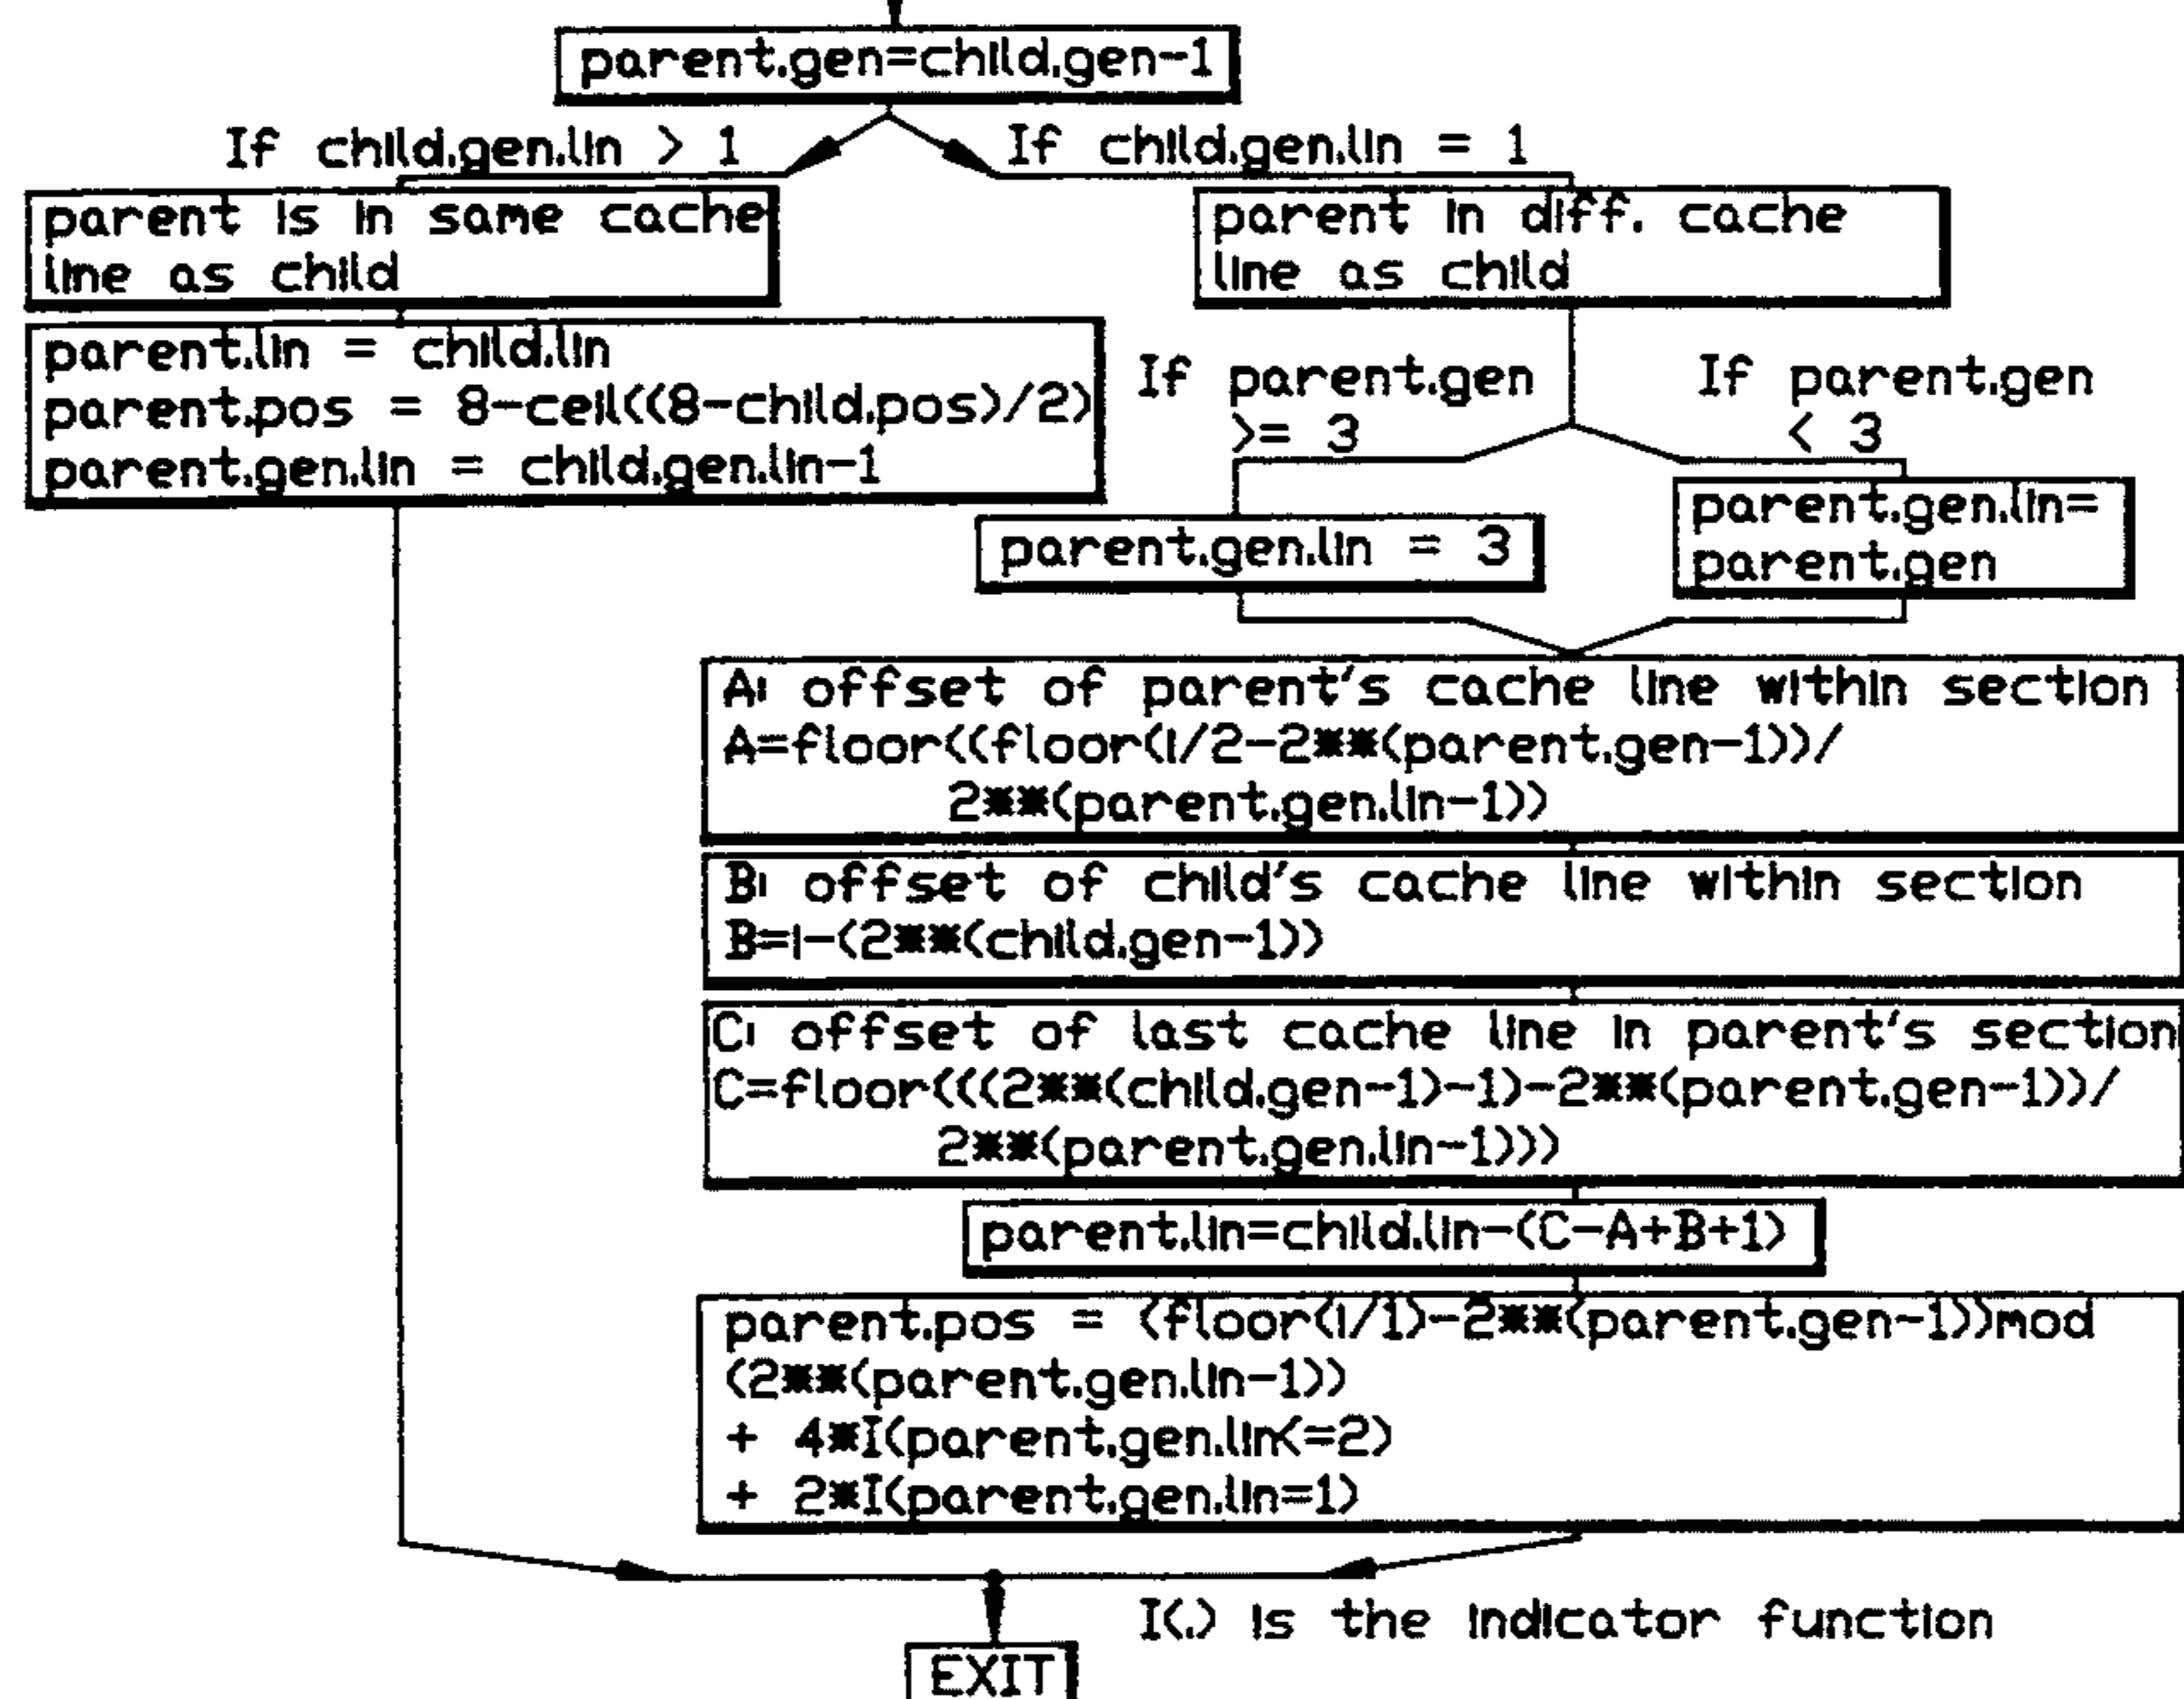 parent.gen=child.gen-1
If child.gen.lin > 1
If child.gen.lin = 1
parent is in same cache
line as child
parent in diff. cache
line as child
parent.lin = child.lin
parent.pos = 8-ceil((8-child.pos)/2)
parent.gen.lin = child.gen.lin-1
If parent.gen
>= 3
If parent.gen
< 3
parent.gen.lin = 3
parent.gen.lin=
parent.gen
A: offset of parent's cache line within section
A=floor((floor(i/2-2**(parent.gen-1))/
2**(parent.gen.lin-1))
B: offset of child's cache line within section
B=i-(2**(child.gen-1))
C: offset of last cache line in parent's section
C=floor(((2**(child.gen-1)-1)-2**(parent.gen-1))/
2**(parent.gen.lin-1)))
parent.lin=child.lin-(C-A+B+1)
parent.pos = (floor(i/1)-2**(parent.gen-1))mod
(2**(parent.gen.lin-1))
+ 4*I(parent.gen.lin<=2)
+ 2*I(parent.gen.lin=1)
I(.) is the indicator function
EXIT